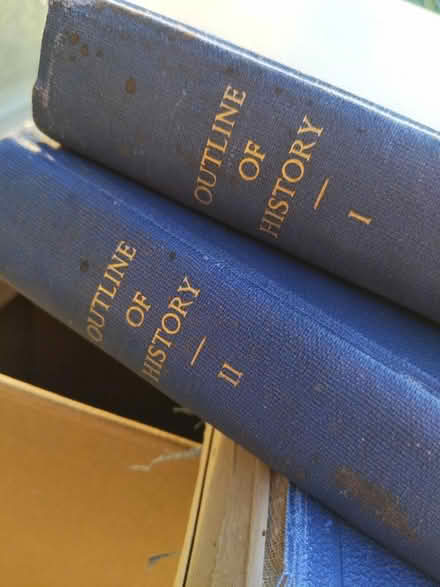 OUTLINE
OF
HISTORY
—
I
OUTLINE
OF
HISTORY
—
II